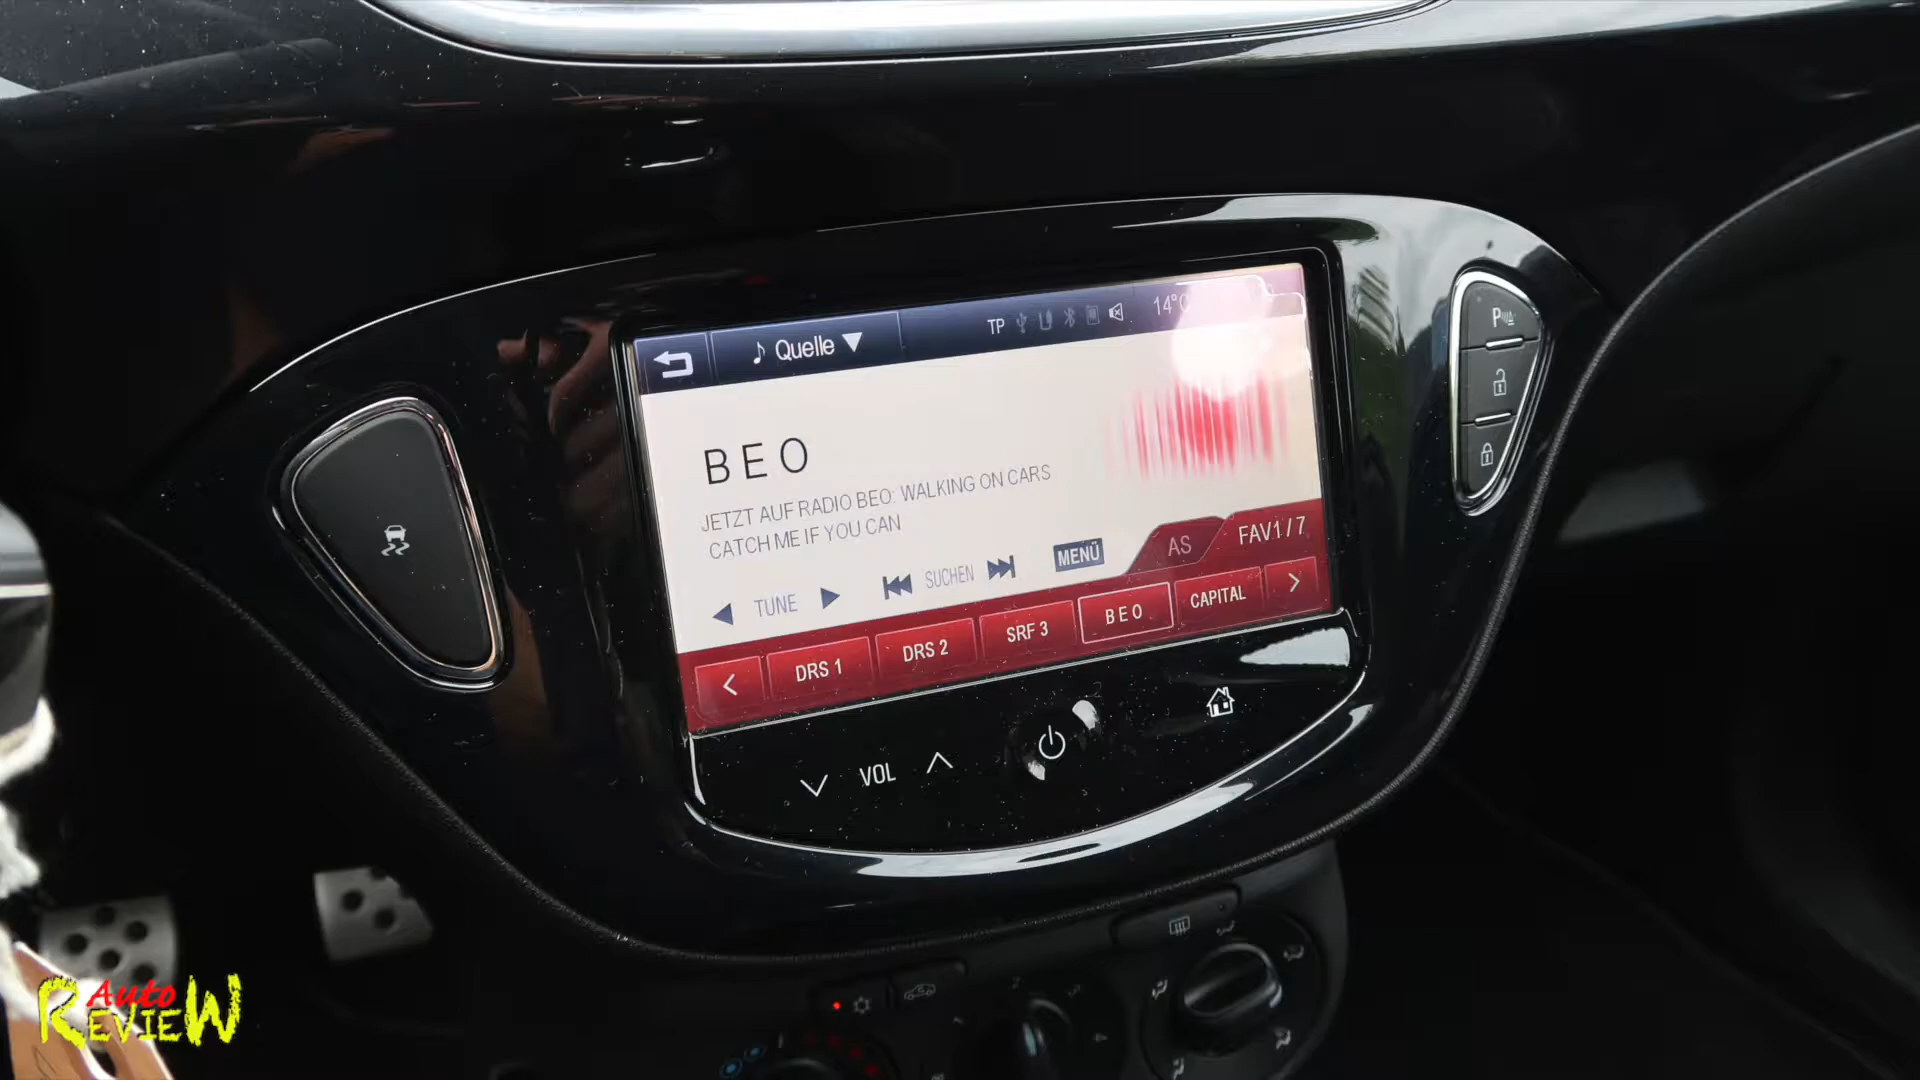 Quelle
TP
14°C
BEO
JETZT AUF RADIO BEO: WALKING ON CARS
CATCH ME IF YOU CAN
TUNE
SUCHEN
MENÜ
AS
FAV1/7
DRS 1
DRS 2
SRF 3
BEO
CAPITAL
VOL
P
Auto
REVIEW